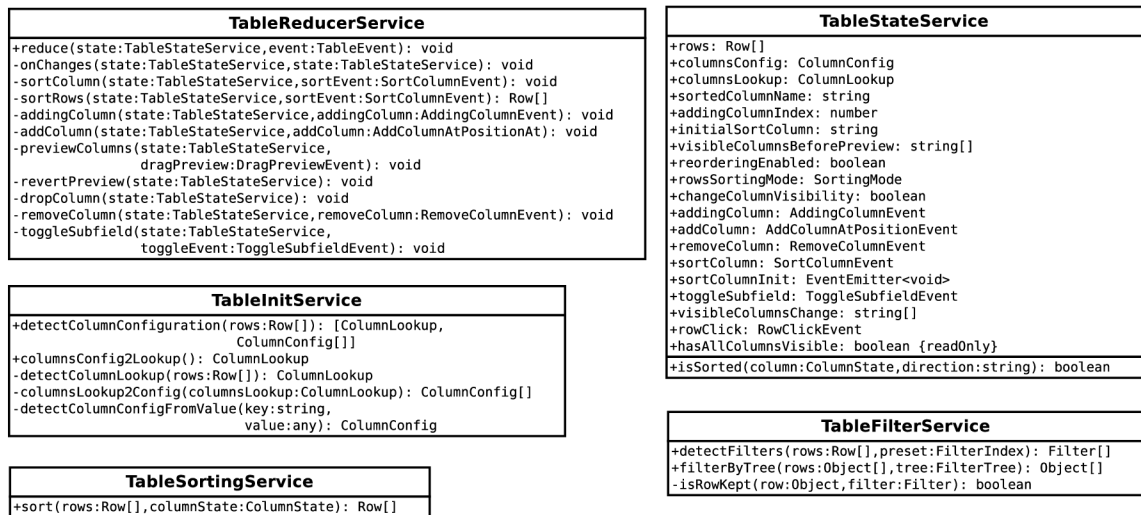 TableReducerService
+reduce(state:TableStateService,event:TableEvent): void
-onChanges(state:TableStateService,state:TableStateService): void
-sortColumn(state:TableStateService,sortEvent:SortColumnEvent): void
-sortRows(state:TableStateService,sortEvent:SortColumnEvent): Row[]
-addingColumn(state:TableStateService,addingColumn:AddingColumnEvent): void
-addColumn(state:TableStateService,addColumn:AddColumnAtPositionAt): void
-previewColumns(state:TableStateService,
dragPreview:DragPreviewEvent): void
-revertPreview(state:TableStateService): void
-dropColumn(state:TableStateService): void
-removeColumn(state:TableStateService,removeColumn:RemoveColumnEvent): void
-toggleSubfield(state:TableStateService,
toggleEvent:ToggleSubfieldEvent): void
TableInitService
+detectColumnConfiguration(rows:Row[]): [ColumnLookup,
ColumnConfig[]]
+columnsConfig2Lookup(): ColumnLookup
-detectColumnLookup(rows:Row[]): ColumnLookup
-columnsLookup2Config(columnsLookup:ColumnLookup): ColumnConfig[]
-detectColumnConfigFromValue(key:string,
value:any): ColumnConfig
TableSortingService
+sort(rows:Row[],columnState:ColumnState): Row[]
TableStateService
+rows: Row[]
+columnsConfig: ColumnConfig
+columnsLookup: ColumnLookup
+sortedColumnName: string
+addingColumnIndex: number
+initialSortColumn: string
+visibleColumnsBeforePreview: string[]
+reorderingEnabled: boolean
+rowsSortingMode: SortingMode
+changeColumnVisibility: boolean
+addingColumn: AddingColumnEvent
+addColumn: AddColumnAtPositionEvent
+removeColumn: RemoveColumnEvent
+sortColumn: SortColumnEvent
+sortColumnInit: EventEmitter<void>
+toggleSubfield: ToggleSubfieldEvent
+visibleColumnsChange: string[]
+rowClick: RowClickEvent
+hasAllColumnsVisible: boolean {readOnly}
+isSorted(column:ColumnState,direction:string): boolean
TableFilterService
+detectFilters(rows:Row[],preset:FilterIndex): Filter[]
+filterByTree(rows:Object[],tree:FilterTree): Object[]
-isRowKept(row:Object,filter:Filter): boolean